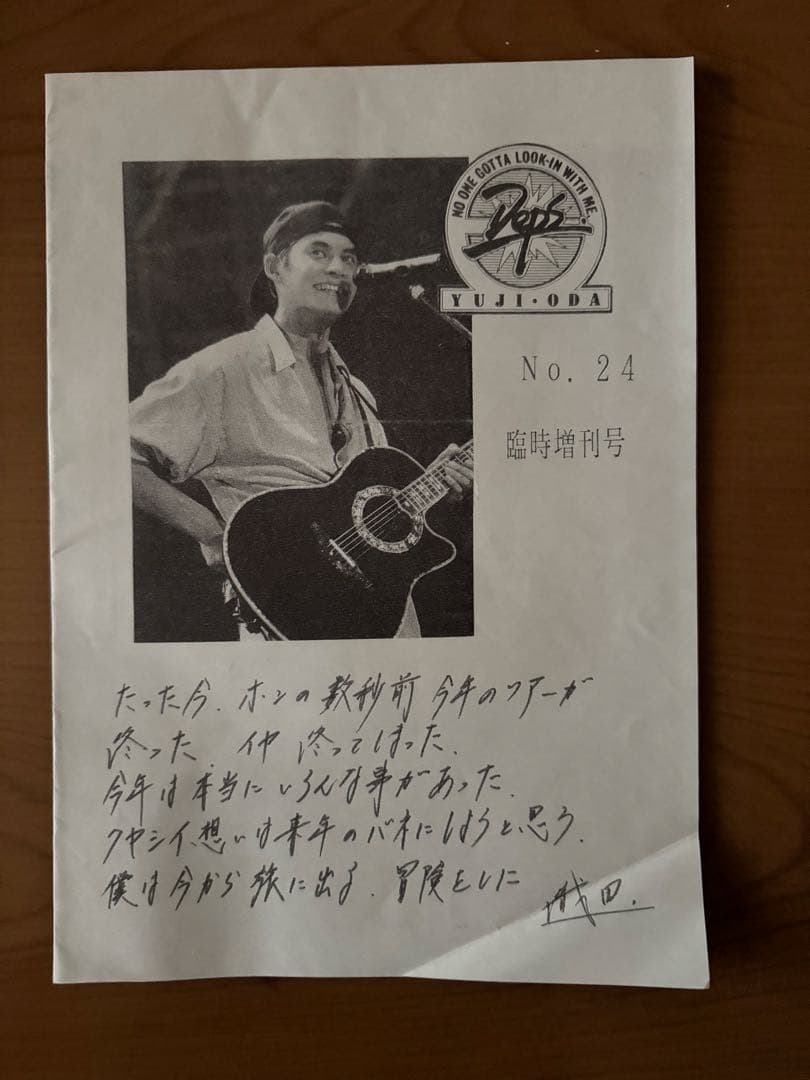 NO ONE GOTTA LOOK-IN WITH ME.
Deps.
YUJI・ODA
No. 24
臨時増刊号
たった今、ホンの数秒前 今年のツアーが
終った、イヤ 終ってしまった、
今年は本当にいろんな事があった、
クヤシイ想いは来年のバネにしようと思う、
僕は今から旅に出る、冒険をしに
織田、